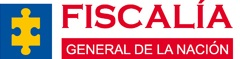 FISCALÍA
GENERAL DE LA NACIÓN